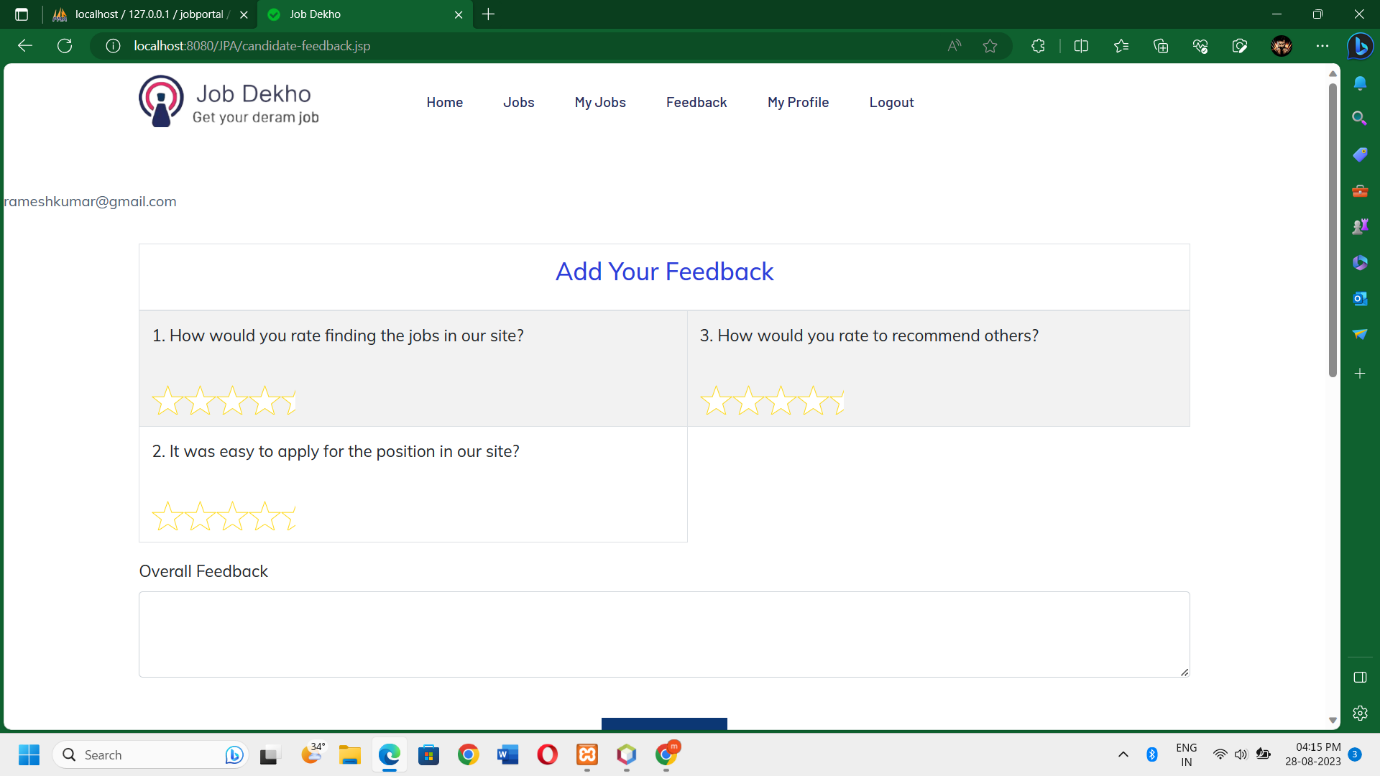 localhost / 127.0.0.1 / jobportal /
Job Dekho
localhost:8080/JPA/candidate-feedback.jsp
Job Dekho
Get your deram job
Home
Jobs
My Jobs
Feedback
My Profile
Logout
rameshkumar@gmail.com
Add Your Feedback
1. How would you rate finding the jobs in our site?
3. How would you rate to recommend others?
2. It was easy to apply for the position in our site?
Overall Feedback
Search
34°
m
ENG
IN
04:15 PM
28-08-2023
3